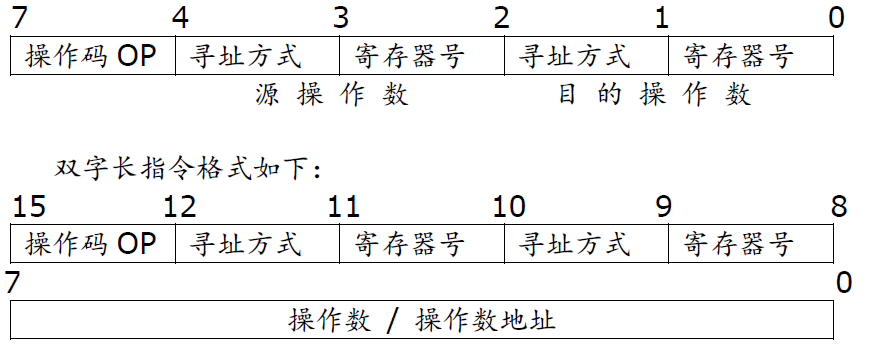 7 4 3 2 1 0
操作码 OP 寻址方式 寄存器号 寻址方式 寄存器号
源 操 作 数 目 的 操 作 数
双字长指令格式如下:
15 12 11 10 9 8
操作码 OP 寻址方式 寄存器号 寻址方式 寄存器号
7 0
操作数 / 操作数地址